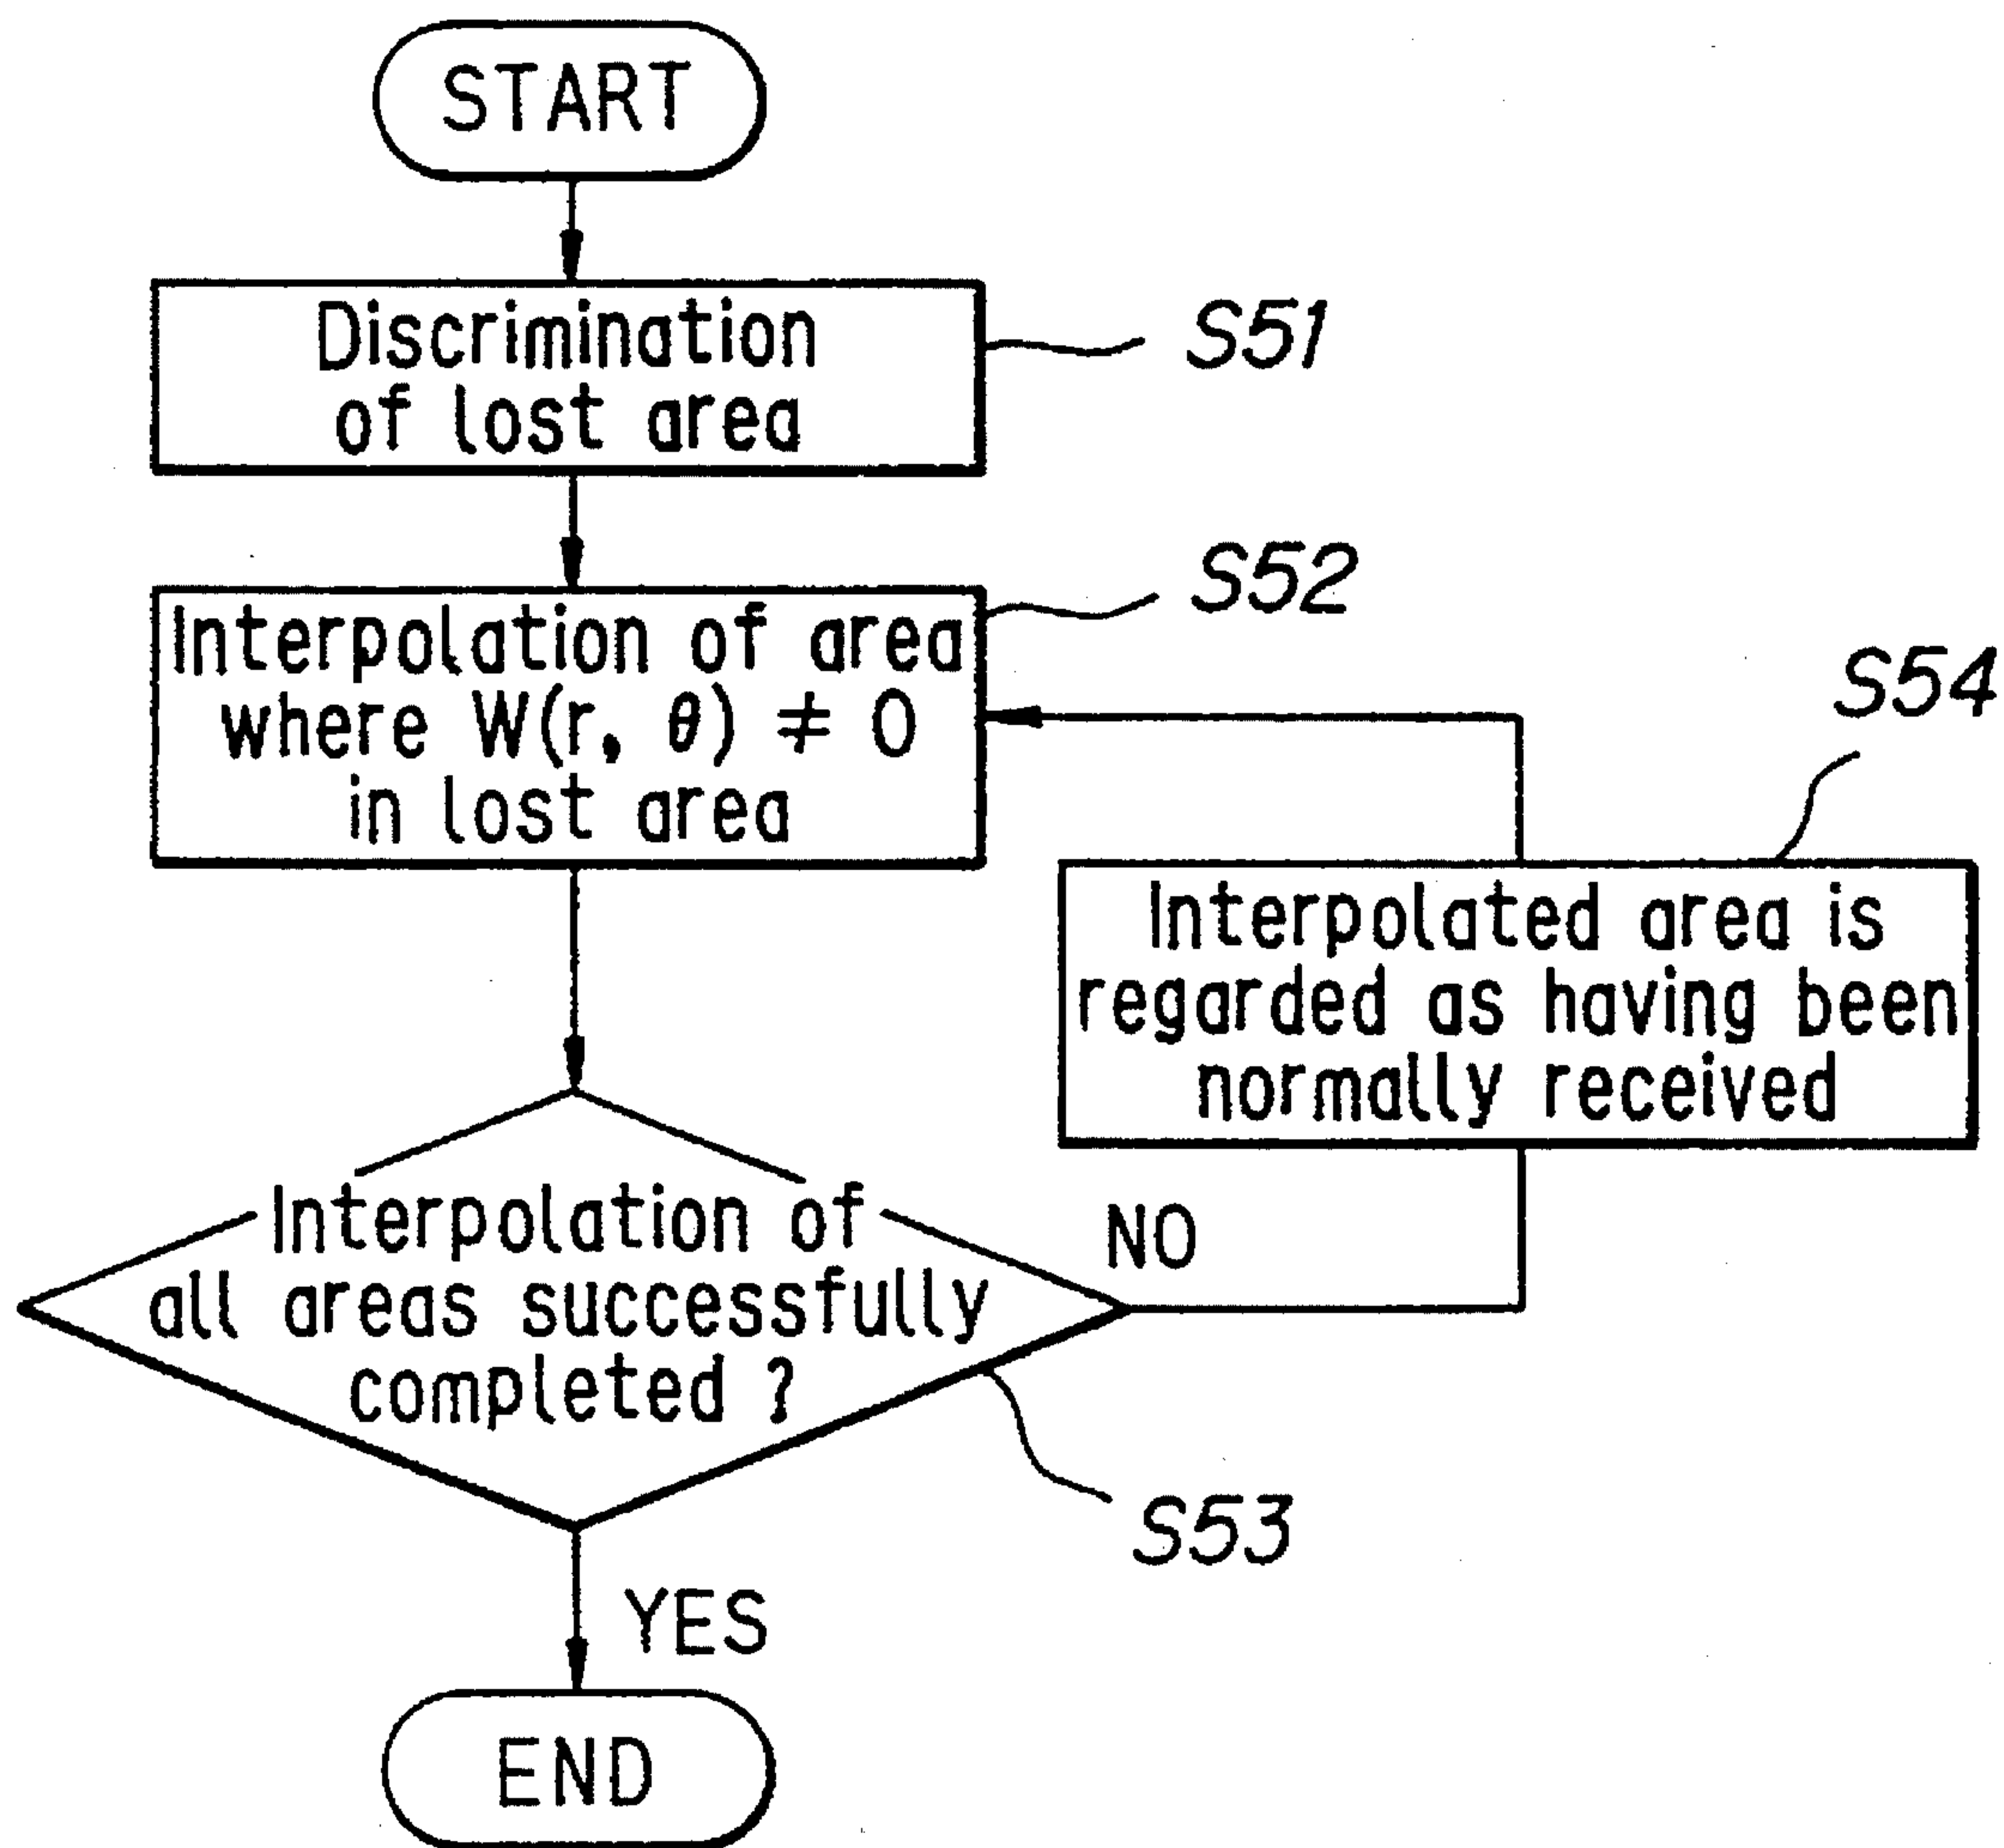 START
Discrimination
of lost area
S51
Interpolation of area
where W(r, θ) ≠ 0
in lost area
S52
S54
Interpolated area is
regarded as having been
normally received
Interpolation of
all areas successfully
completed ?
NO
S53
YES
END